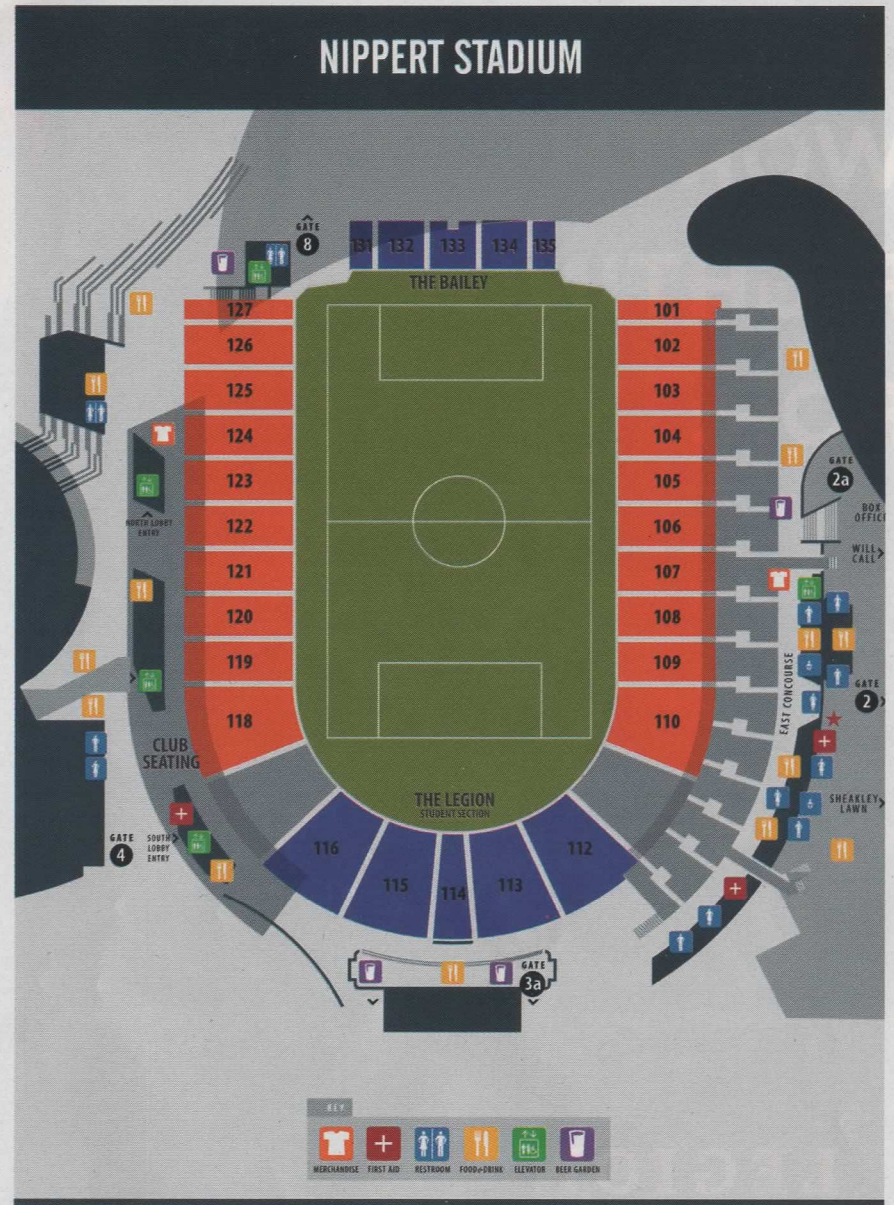 NIPPERT STADIUM
GATE
8
131 132 133 134 135
THE BAILEY
127
126
125
124
123
122
121
120
119
118
101
102
103
104
105
106
107
108
109
110
NORTH LOBBY
ENTRY
GATE
2a
BOX
OFFICE
WILL
CALL
EAST CONCOURSE
GATE
2
SHEAKLEY
LAWN
CLUB
SEATING
THE LEGION
STUDENT SECTION
GATE
4
SOUTH
LOBBY
ENTRY
116
115
114
113
112
GATE
3a
KEY
MERCHANDISE
FIRST AID
RESTROOM
FOOD & DRINK
ELEVATOR
BEER GARDEN